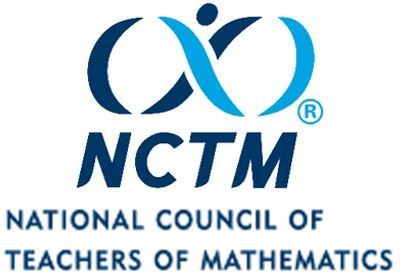 ®
NCTM
NATIONAL COUNCIL OF
TEACHERS OF MATHEMATICS